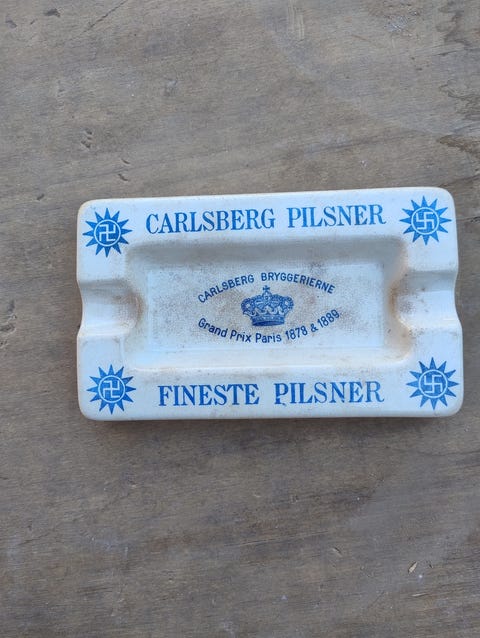 CARLSBERG PILSNER
CARLSBERG BRYGGERIERNE
Grand Prix Paris 1878 & 1889
FINESTE PILSNER